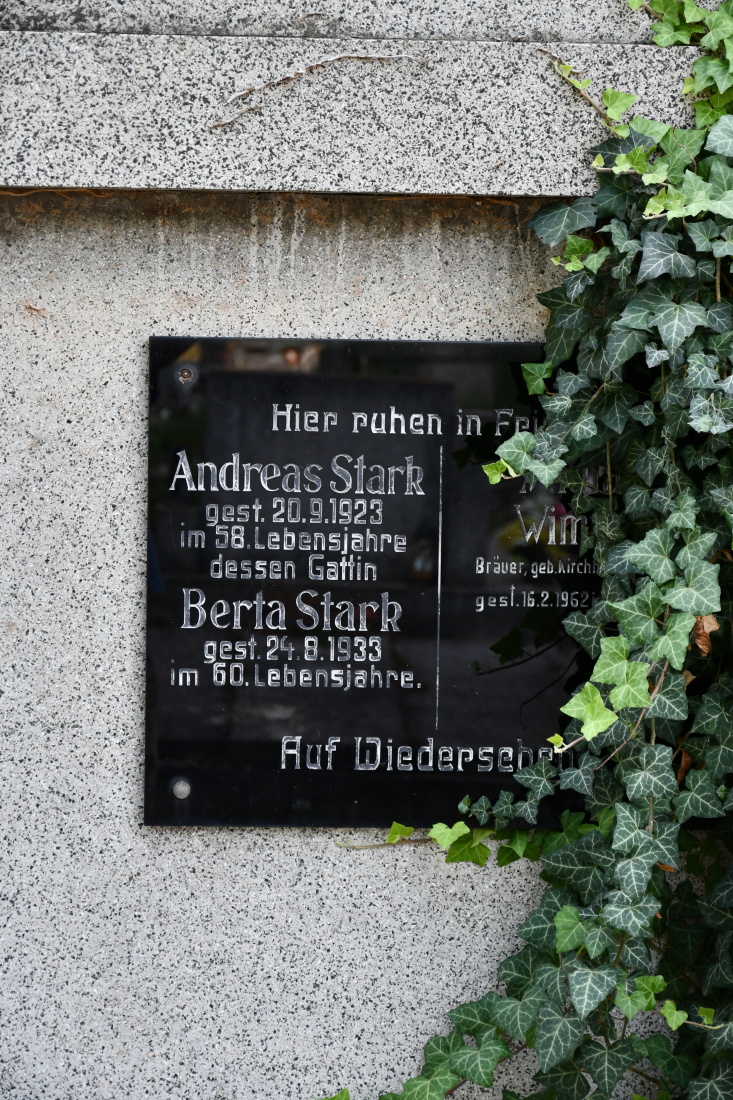 Hier ruhen in
Andreas Stark
gest. 20.9.1923
im 58. Lebensjahre
dessen Gattin
Berta Stark
gest. 24.8.1933
im 60. Lebensjahre.
Bräuer, geb.
gest. 16.2.1962
Auf Wiedersehen